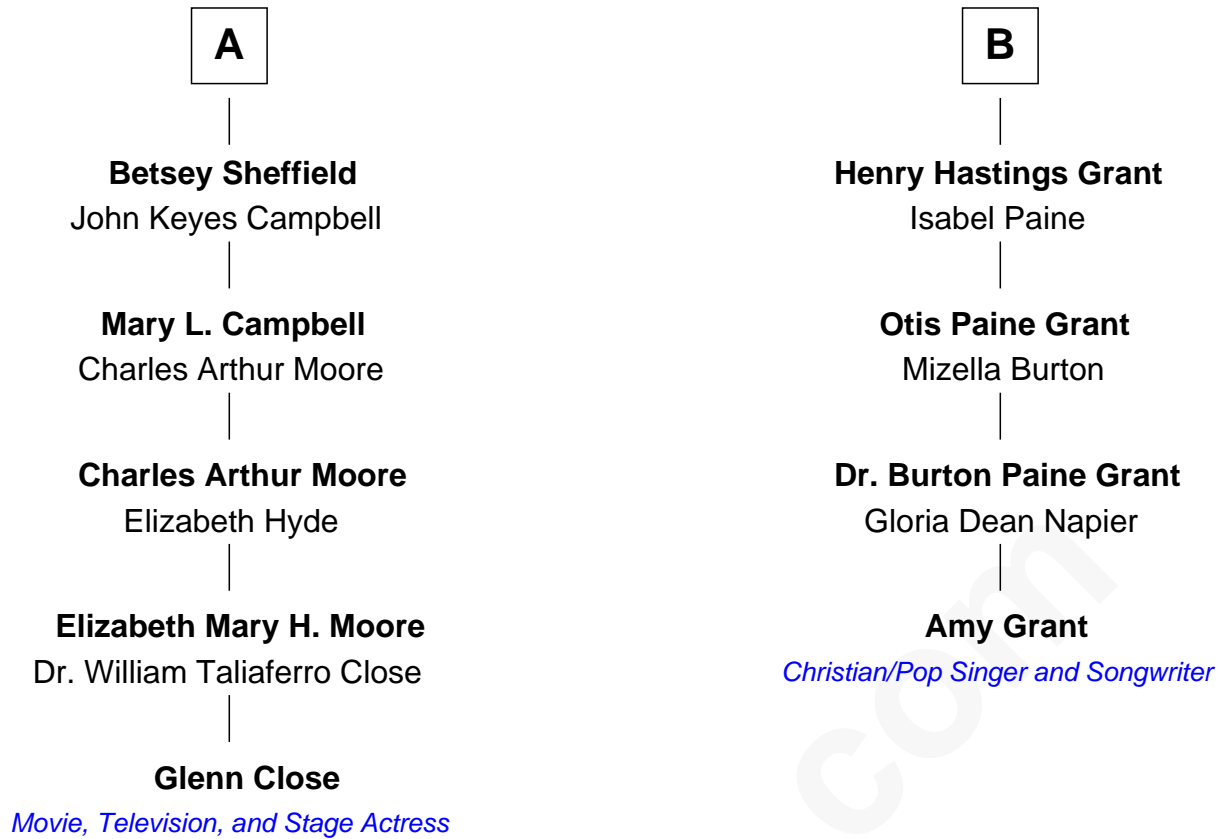 A
Betsey Sheffield
John Keyes Campbell
Mary L. Campbell
Charles Arthur Moore
Charles Arthur Moore
Elizabeth Hyde
Elizabeth Mary H. Moore
Dr. William Taliaferro Close
Glenn Close
Movie, Television, and Stage Actress
B
Henry Hastings Grant
Isabel Paine
Otis Paine Grant
Mizella Burton
Dr. Burton Paine Grant
Gloria Dean Napier
Amy Grant
Christian/Pop Singer and Songwriter
com